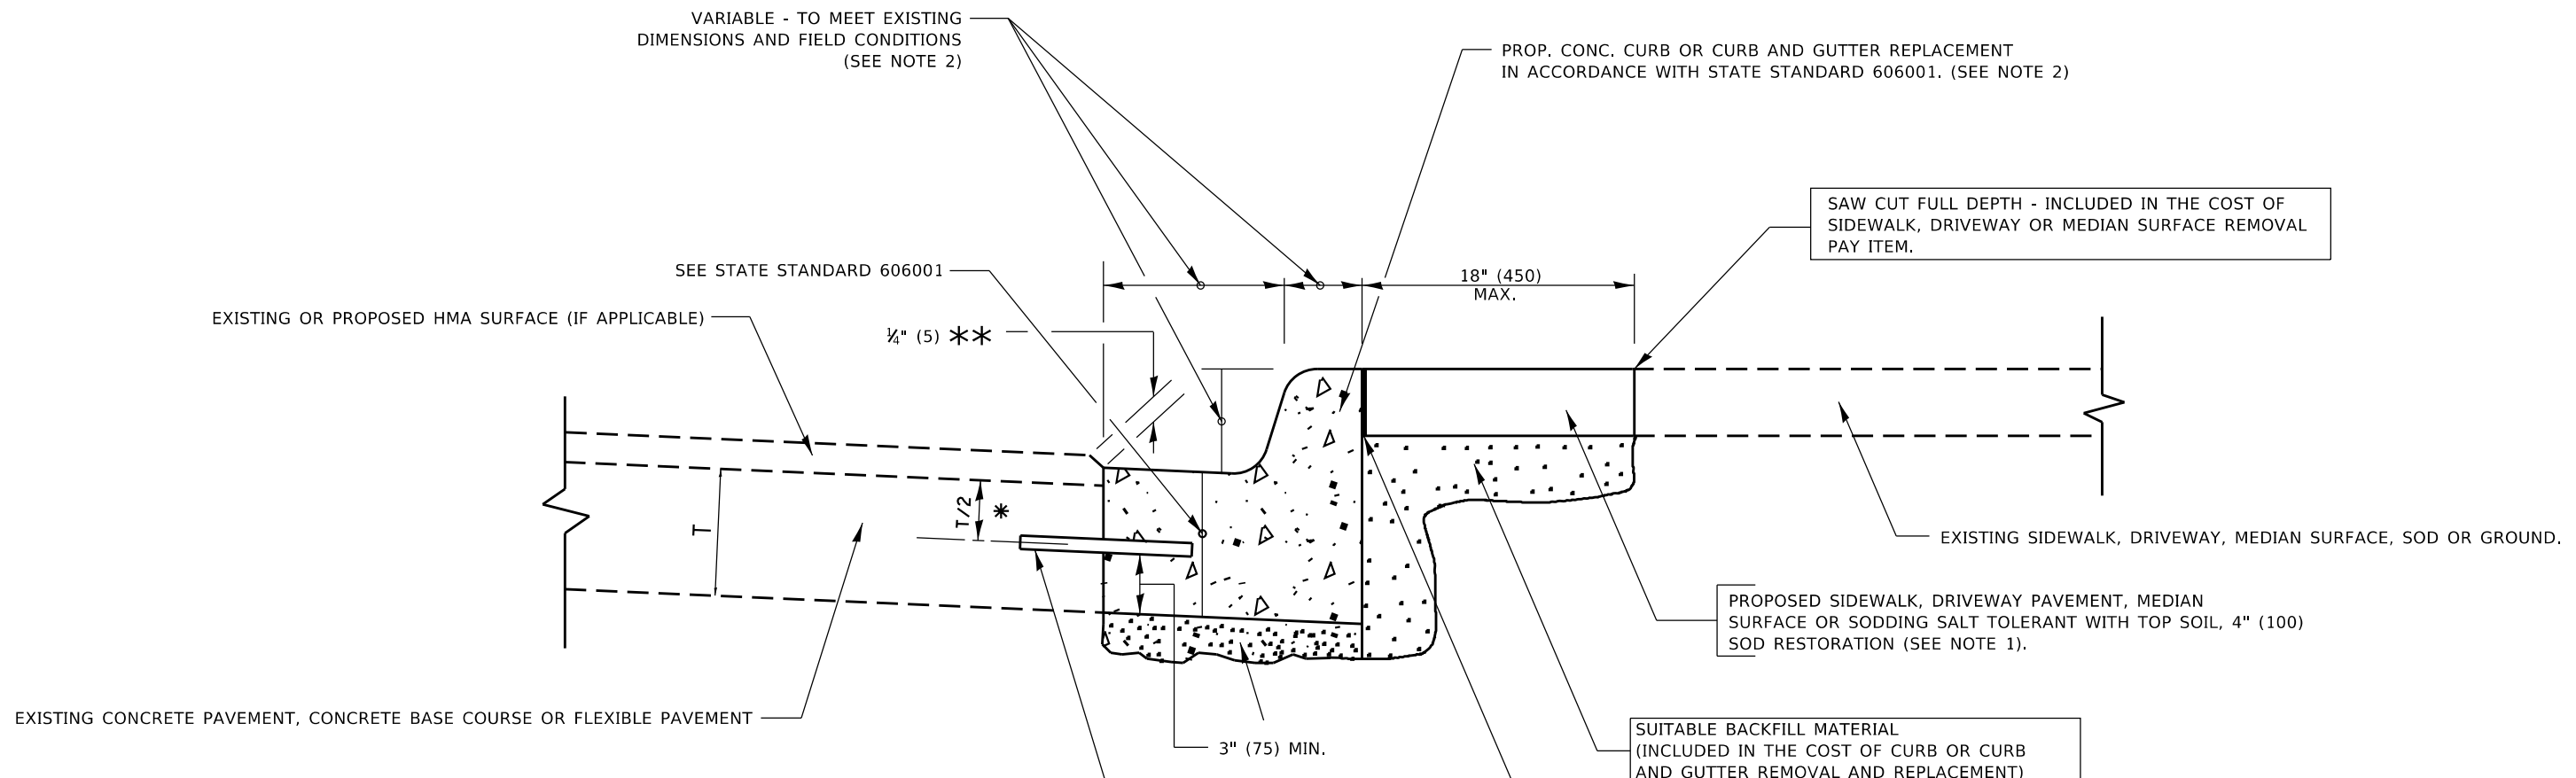 VARIABLE - TO MEET EXISTING
DIMENSIONS AND FIELD CONDITIONS
(SEE NOTE 2)
PROP. CONC. CURB OR CURB AND GUTTER REPLACEMENT
IN ACCORDANCE WITH STATE STANDARD 606001. (SEE NOTE 2)
SAW CUT FULL DEPTH - INCLUDED IN THE COST OF
SIDEWALK, DRIVEWAY OR MEDIAN SURFACE REMOVAL
PAY ITEM.
SEE STATE STANDARD 606001
18" (450)
MAX.
EXISTING OR PROPOSED HMA SURFACE (IF APPLICABLE)
¼" (5) **
T
T/2
*
EXISTING SIDEWALK, DRIVEWAY, MEDIAN SURFACE, SOD OR GROUND.
PROPOSED SIDEWALK, DRIVEWAY PAVEMENT, MEDIAN
SURFACE OR SODDING SALT TOLERANT WITH TOP SOIL, 4" (100)
SOD RESTORATION (SEE NOTE 1).
EXISTING CONCRETE PAVEMENT, CONCRETE BASE COURSE OR FLEXIBLE PAVEMENT
3" (75) MIN.
SUITABLE BACKFILL MATERIAL
(INCLUDED IN THE COST OF CURB OR CURB
AND GUTTER REMOVAL AND REPLACEMENT)